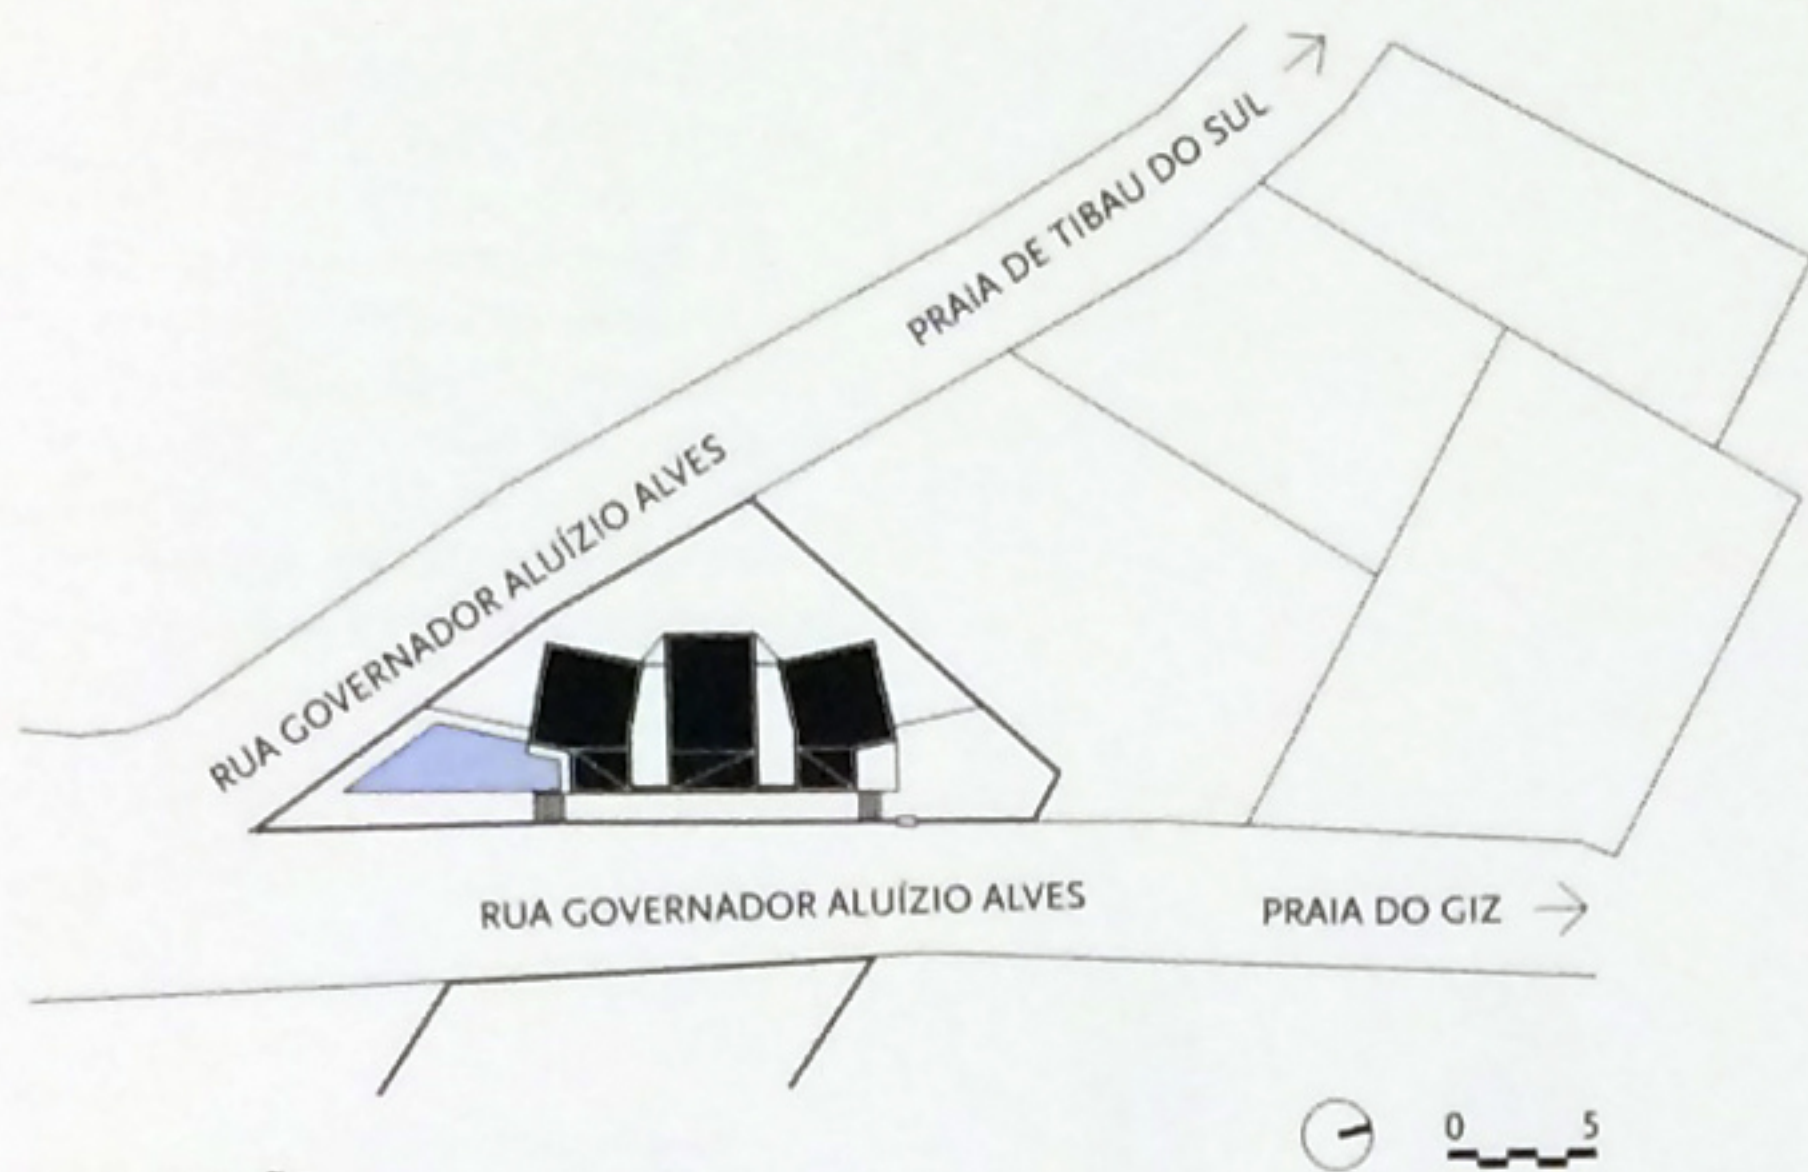 PRAIA DE TIBAU DO SUL
RUA GOVERNADOR ALUÍZIO ALVES
RUA GOVERNADOR ALUÍZIO ALVES
PRAIA DO GIZ
0 5